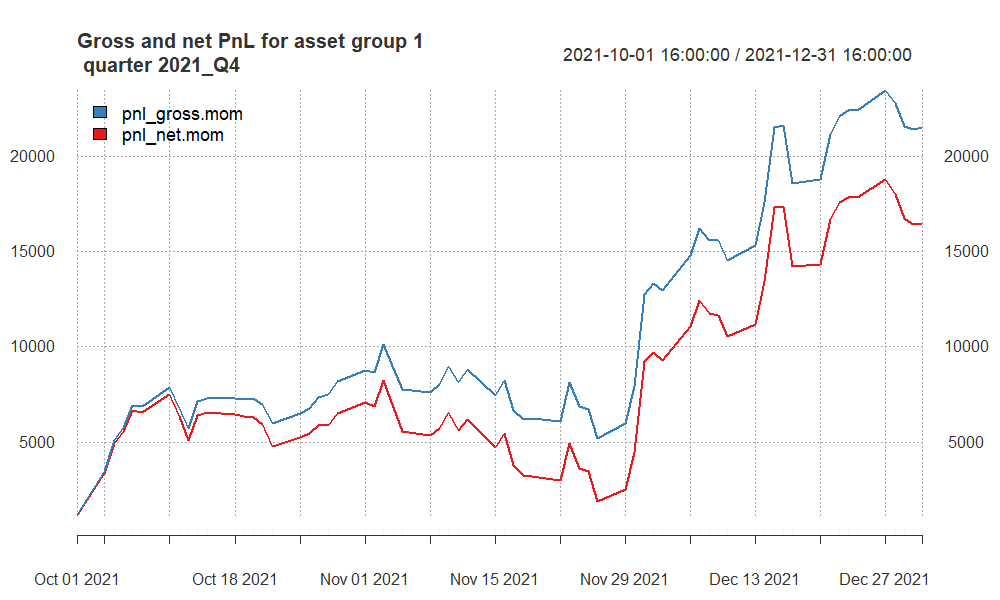 Gross and net PnL for asset group 1
quarter 2021_Q4
2021-10-01 16:00:00 / 2021-12-31 16:00:00
pnl_gross.mom
pnl_net.mom
20000 20000
15000 15000
10000 10000
5000 5000
Oct 01 2021 Oct 18 2021 Nov 01 2021 Nov 15 2021 Nov 29 2021 Dec 13 2021 Dec 27 2021